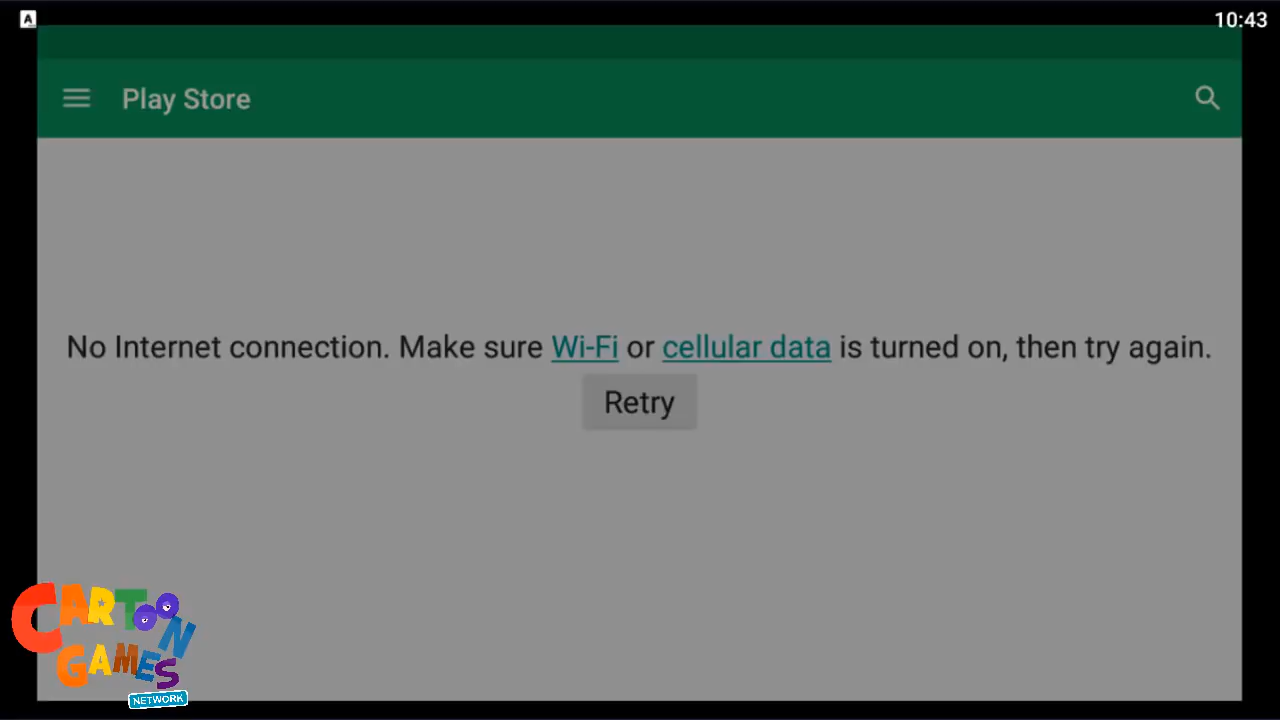 A
10:43
Play Store
No Internet connection. Make sure Wi-Fi or cellular data is turned on, then try again.
Retry
CARTOON
GAMES
NETWORK